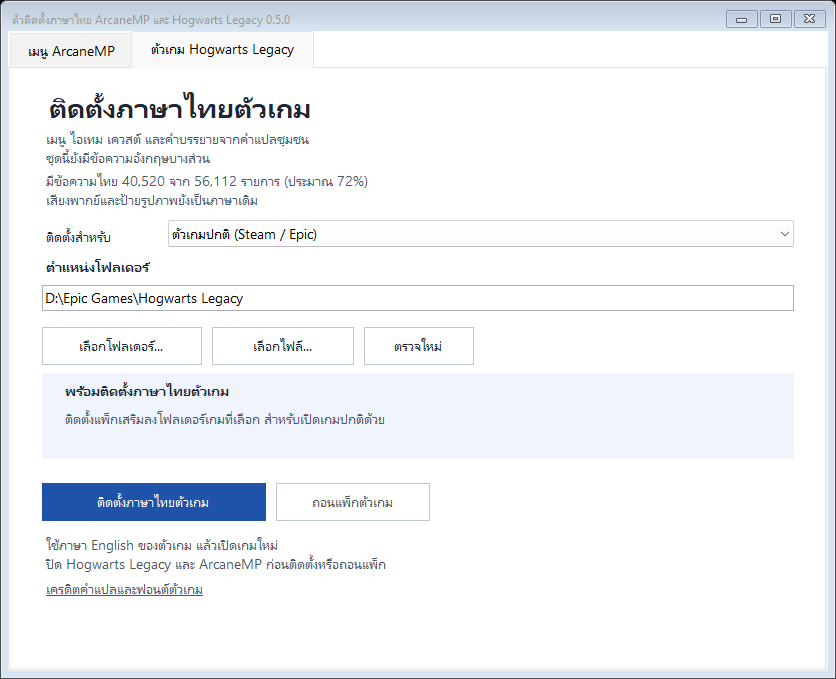 ตัวติดตั้งภาษาไทย ArcaneMP และ Hogwarts Legacy 0.5.0
เมนู ArcaneMP
ตัวเกม Hogwarts Legacy
ติดตั้งภาษาไทยตัวเกม
เมนู ไอเทม เควสต์ และคำบรรยายจากคำแปลชุมชน
ชุดนี้ยังมีข้อความอังกฤษบางส่วน
มีข้อความไทย 40,520 จาก 56,112 รายการ (ประมาณ 72%)
เสียงพากย์และป้ายรูปภาพยังเป็นภาษาเดิม
ติดตั้งสำหรับ
ตัวเกมปกติ (Steam / Epic)
ตำแหน่งโฟลเดอร์
D:\Epic Games\Hogwarts Legacy
เลือกโฟลเดอร์...
เลือกไฟล์...
ตรวจใหม่
พร้อมติดตั้งภาษาไทยตัวเกม
ติดตั้งแพ็กเสริมลงโฟลเดอร์เกมที่เลือก สำหรับเปิดเกมปกติด้วย
ติดตั้งภาษาไทยตัวเกม
ถอนแพ็กตัวเกม
ใช้ภาษา English ของตัวเกม แล้วเปิดเกมใหม่
ปิด Hogwarts Legacy และ ArcaneMP ก่อนติดตั้งหรือถอนแพ็ก
เครดิตคำแปลและฟอนต์ตัวเกม